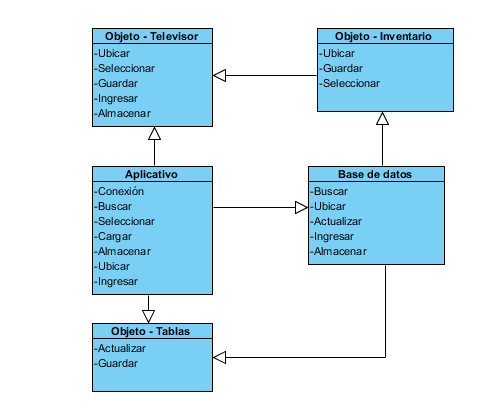 Objeto - Televisor
-Ubicar
-Seleccionar
-Guardar
-Ingresar
-Almacenar
Objeto - Inventario
-Ubicar
-Guardar
-Seleccionar
Aplicativo
-Conexión
-Buscar
-Seleccionar
-Cargar
-Almacenar
-Ubicar
-Ingresar
Base de datos
-Buscar
-Ubicar
-Actualizar
-Ingresar
-Almacenar
Objeto - Tablas
-Actualizar
-Guardar